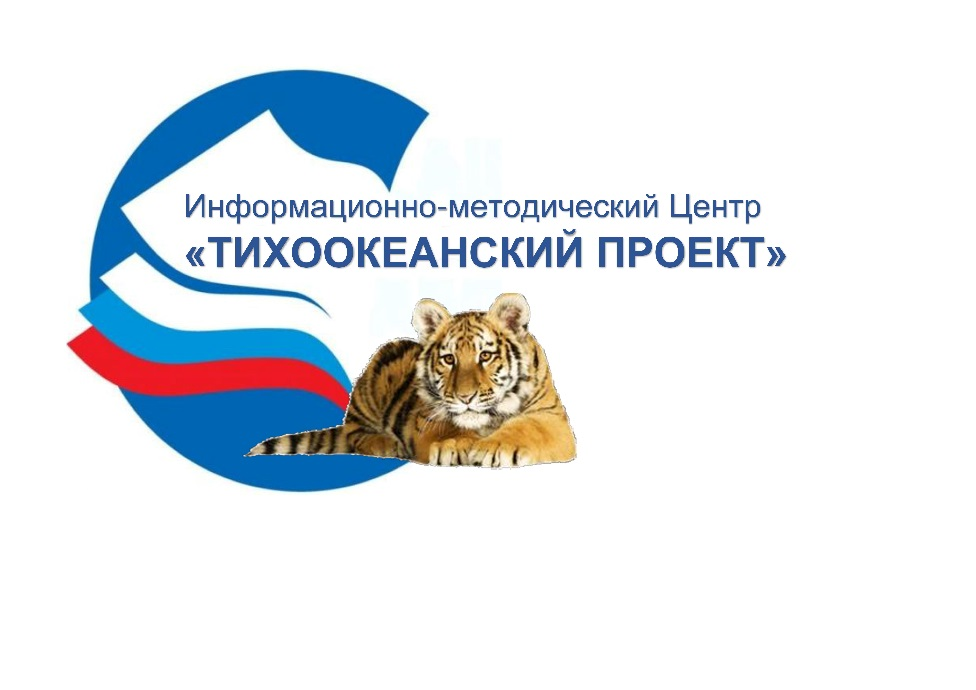 Информационно-методический Центр
«ТИХООКЕАНСКИЙ ПРОЕКТ»